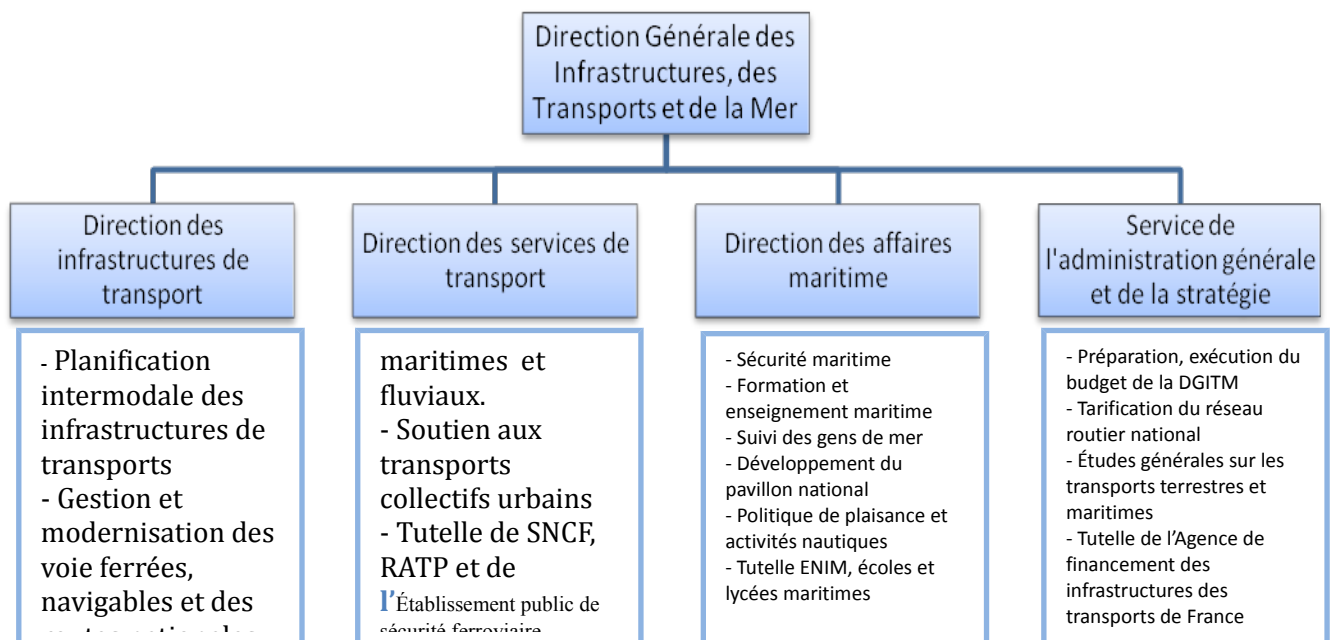 Direction Générale des
Infrastructures, des
Transports et de la Mer
Direction des
infrastructures de
transport
Direction des services de
transport
Direction des affaires
maritime
Service de
l'administration générale
et de la stratégie
- Planification
intermodale des
infrastructures de
transports
- Gestion et
modernisation des
voie ferrées,
navigables et des
routes nationales
maritimes et
fluviaux.
- Soutien aux
transports
collectifs urbains
- Tutelle de SNCF,
RATP et de
l’Établissement public de
sécurité ferroviaire
- Sécurité maritime
- Formation et
enseignement maritime
- Suivi des gens de mer
- Développement du
pavillon national
- Politique de plaisance et
activités nautiques
- Tutelle ENIM, écoles et
lycées maritimes
- Préparation, exécution du
budget de la DGITM
- Tarification du réseau
routier national
- Études générales sur les
transports terrestres et
maritimes
- Tutelle de l’Agence de
financement des
infrastructures des
transports de France